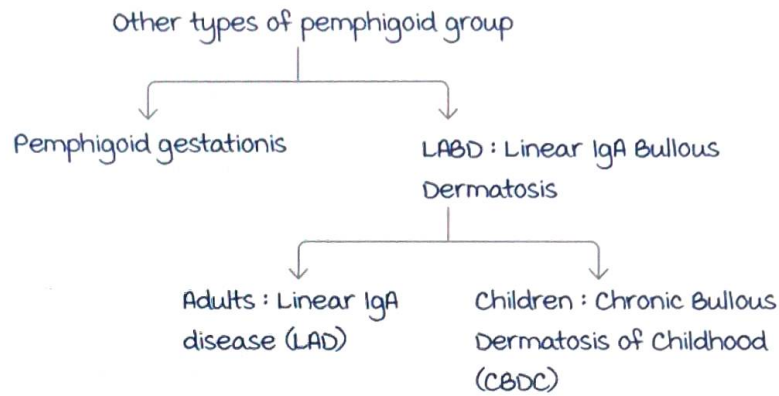 Other types of pemphigoid group
Pemphigoid gestationis
LABD : Linear IgA Bullous
Dermatosis
Adults : Linear IgA
disease (LAD)
Children : Chronic Bullous
Dermatosis of Childhood
(CBDC)